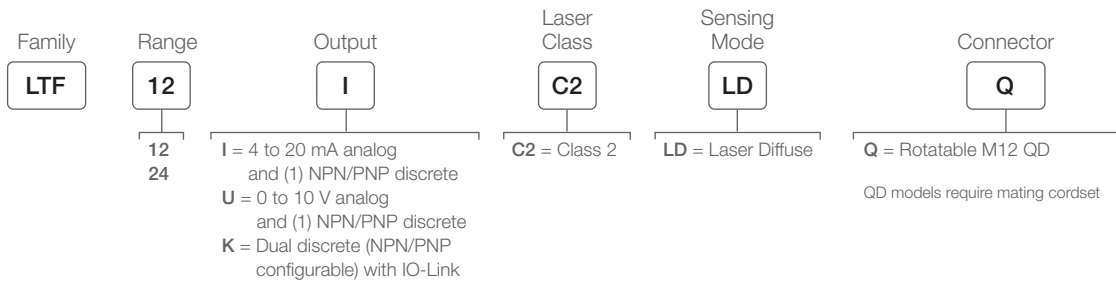 Family
Range
Output
Laser
Class
Sensing
Mode
Connector
LTF
12
I
C2
LD
Q
12
24
I = 4 to 20 mA analog
and (1) NPN/PNP discrete
U = 0 to 10 V analog
and (1) NPN/PNP discrete
K = Dual discrete (NPN/PNP
configurable) with IO-Link
C2 = Class 2
LD = Laser Diffuse
Q = Rotatable M12 QD
QD models require mating cordset